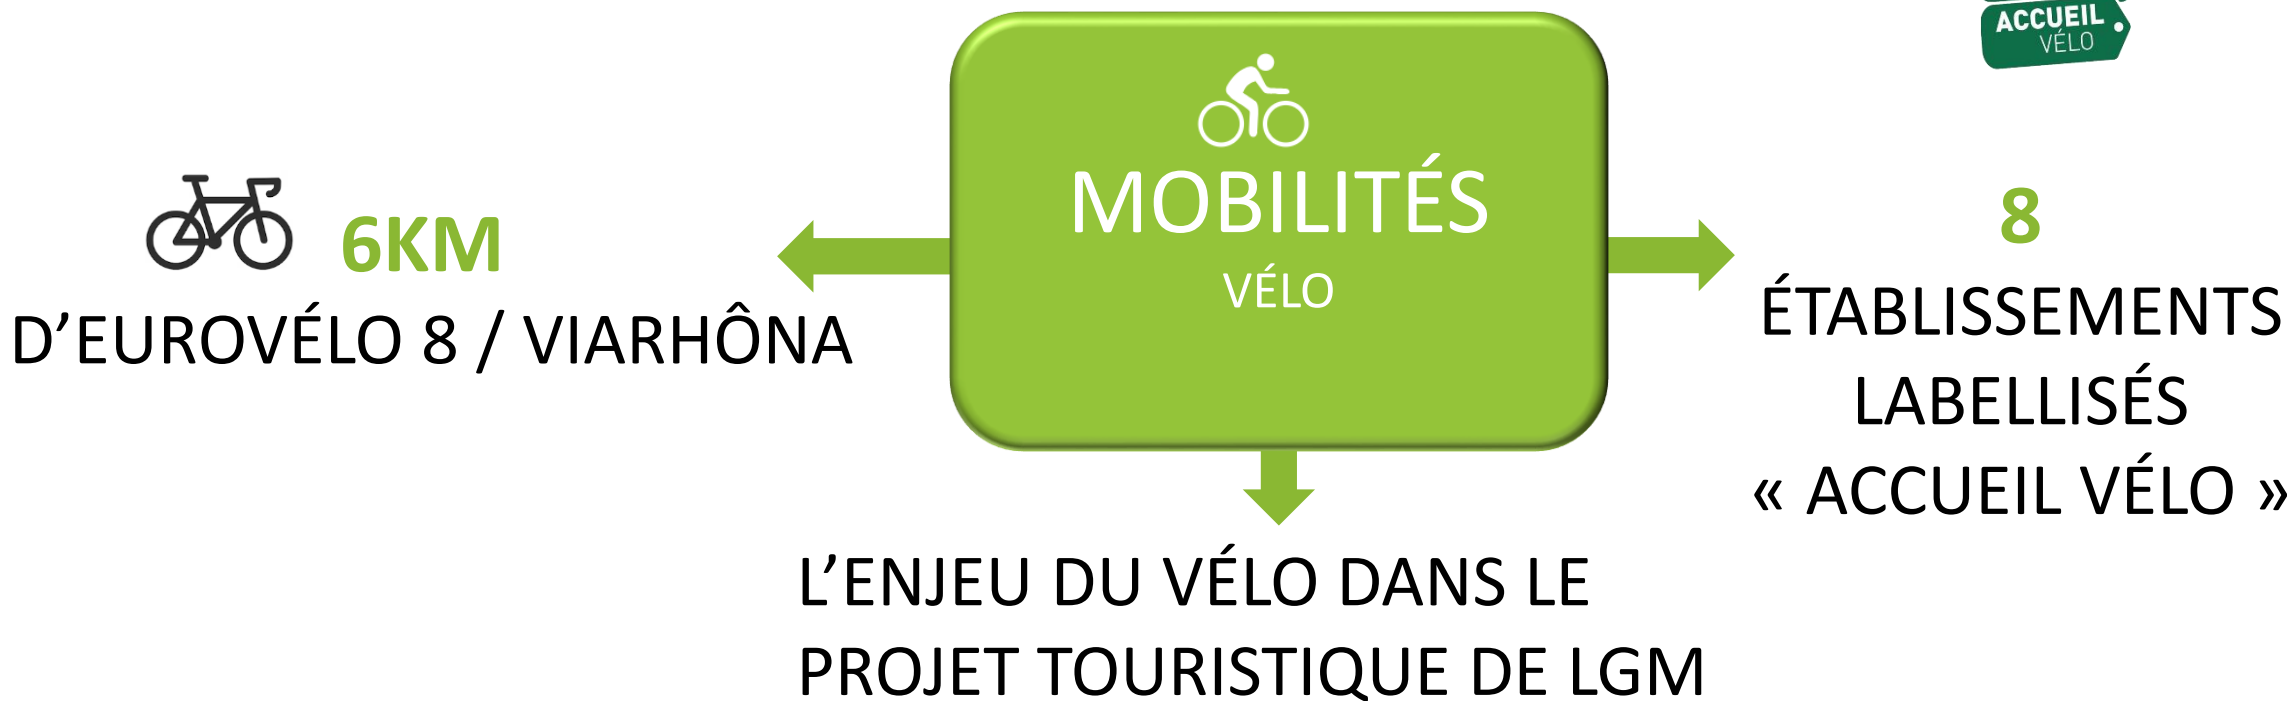 ACCUEIL
VÉLO
MOBILITÉS
VÉLO
6KM
D’EUROVÉLO 8 / VIARHÔNA
8
ÉTABLISSEMENTS
LABELLISÉS
« ACCUEIL VÉLO »
L’ENJEU DU VÉLO DANS LE
PROJET TOURISTIQUE DE LGM